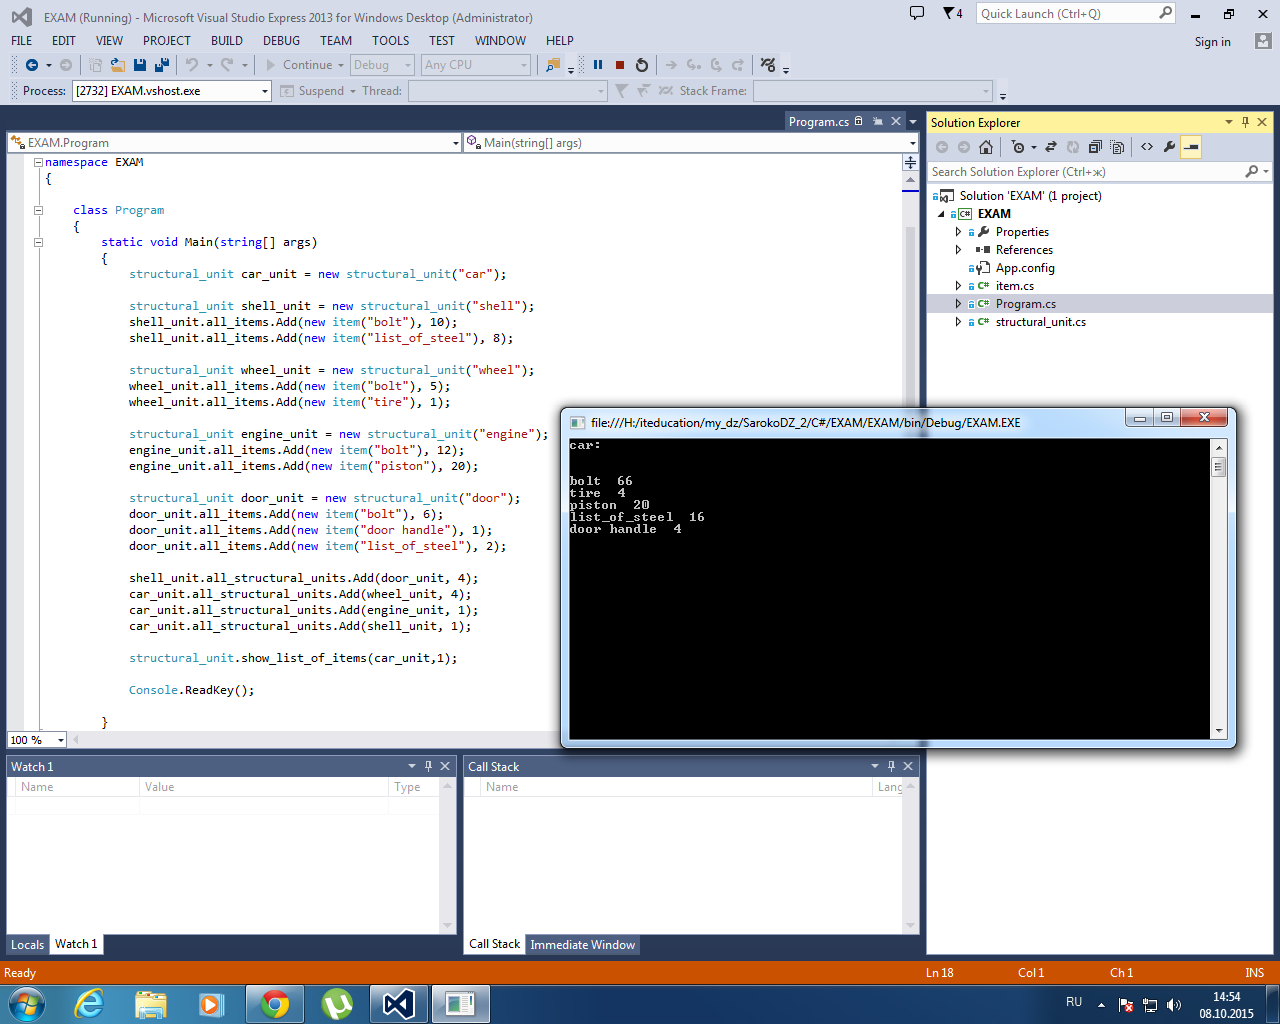 EXAM (Running) - Microsoft Visual Studio Express 2013 for Windows Desktop (Administrator)
4
Quick Launch (Ctrl+Q)
FILE EDIT VIEW PROJECT BUILD DEBUG TEAM TOOLS TEST WINDOW HELP
Sign in
Continue Debug Any CPU
Process: [2732] EXAM.vshost.exe Suspend Thread: Stack Frame:
Program.cs
EXAM.Program Main(string[] args)
namespace EXAM
{
class Program
{
static void Main(string[] args)
{
structural_unit car_unit = new structural_unit("car");
structural_unit shell_unit = new structural_unit("shell");
shell_unit.all_items.Add(new item("bolt"), 10);
shell_unit.all_items.Add(new item("list_of_steel"), 8);
structural_unit wheel_unit = new structural_unit("wheel");
wheel_unit.all_items.Add(new item("bolt"), 5);
wheel_unit.all_items.Add(new item("tire"), 1);
structural_unit engine_unit = new structural_unit("engine");
engine_unit.all_items.Add(new item("bolt"), 12);
engine_unit.all_items.Add(new item("piston"), 20);
structural_unit door_unit = new structural_unit("door");
door_unit.all_items.Add(new item("bolt"), 6);
door_unit.all_items.Add(new item("door handle"), 1);
door_unit.all_items.Add(new item("list_of_steel"), 2);
shell_unit.all_structural_units.Add(door_unit, 4);
car_unit.all_structural_units.Add(wheel_unit, 4);
car_unit.all_structural_units.Add(engine_unit, 1);
car_unit.all_structural_units.Add(shell_unit, 1);
structural_unit.show_list_of_items(car_unit,1);
Console.ReadKey();
}
100 %
Solution Explorer
Search Solution Explorer (Ctrl+ж)
Solution 'EXAM' (1 project)
C# EXAM
Properties
References
App.config
C# item.cs
C# Program.cs
C# structural_unit.cs
file:///H:/iteducation/my_dz/SarokoDZ_2/C#/EXAM/EXAM/bin/Debug/EXAM.EXE
car:
bolt 66
tire 4
piston 20
list_of_steel 16
door handle 4
Watch 1
Name Value Type
Locals Watch 1
Call Stack
Name Lang
Call Stack Immediate Window
Ready Ln 18 Col 1 Ch 1 INS
RU
14:54
08.10.2015